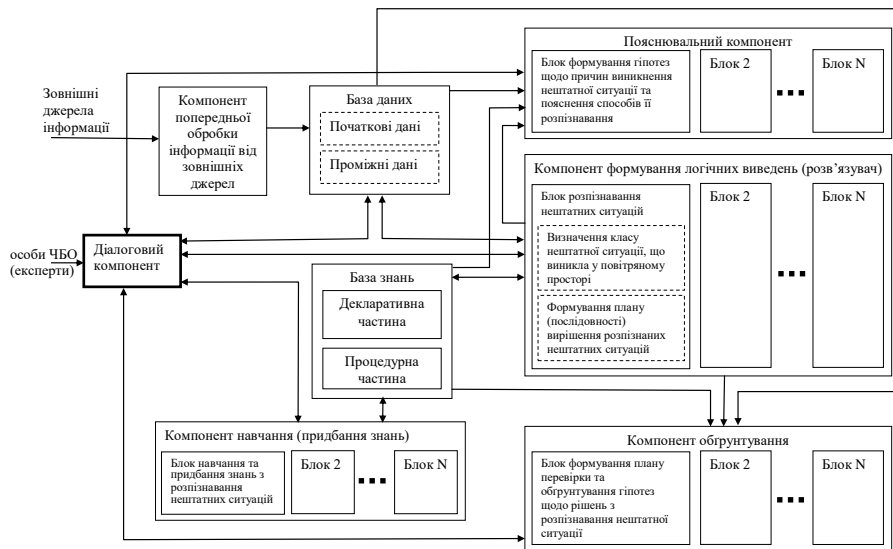 Пояснювальний компонент
Блок формування гіпотез
щодо причин виникнення
нештатної ситуації та
пояснення способів її
розпізнавання
Блок 2
Блок N
Зовнішні
джерела
інформації
Компонент
попередньої
обробки
інформації від
зовнішніх
джерел
База даних
Початкові дані
Проміжні дані
Компонент формування логічних виведень (розв’язувач)
Блок розпізнавання
нештатних ситуацій
Визначення класу
нештатної ситуації, що
виникла у повітряному
просторі
Формування плану
(послідовності)
вирішення розпізнаних
нештатних ситуацій
Блок 2
Блок N
особи ЧБО
(експерти)
Діалоговий
компонент
База знань
Декларативна
частина
Процедурна
частина
Компонент навчання (придбання знань)
Блок навчання та
придбання знань з
розпізнавання
нештатних ситуацій
Блок 2
Блок N
Компонент обґрунтування
Блок формування плану
перевірки та
обґрунтування гіпотез
щодо рішень з
розпізнавання нештатної
ситуації
Блок 2
Блок N